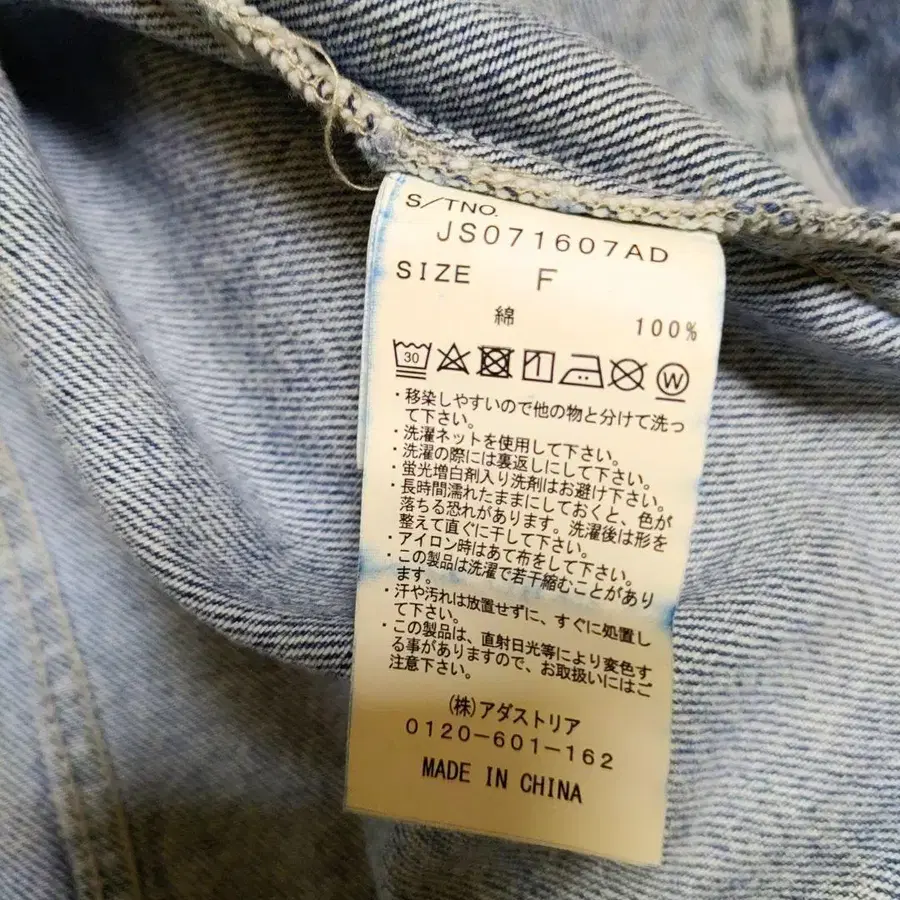 S/TNO.
JS071607AD
SIZE F
綿 100%
30
W
・移染しやすいので他の物と分けて洗っ
て下さい。
・洗濯ネットを使用して下さい。
・洗濯の際には裏返しにして下さい。
・蛍光増白剤入り洗剤はお避け下さい。
・長時間濡れたままにしておくと、色が
落ちる恐れがあります。洗濯後は形を
整えて直ぐに干して下さい。
・アイロン時はあて布をして下さい。
・この製品は洗濯で若干縮むことがあり
ます。
・汗や汚れは放置せずに、すぐに処置し
て下さい。
・この製品は、直射日光等により変色す
る事がありますので、お取扱いにはご
注意下さい。
(株)アダストリア
0120-601-162
MADE IN CHINA